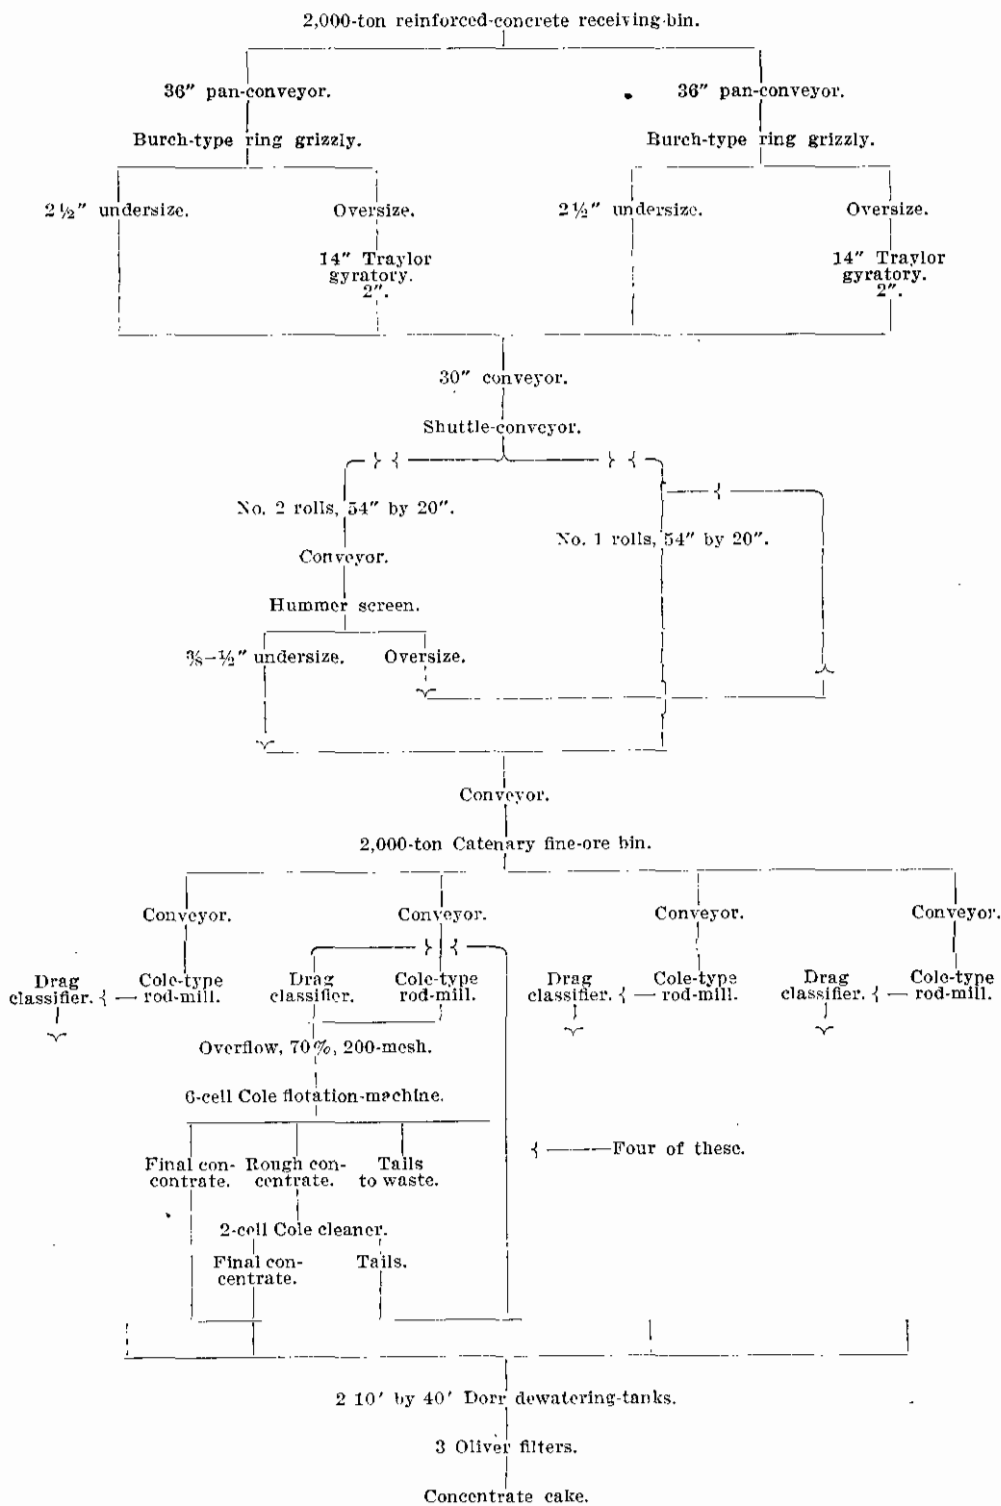 2,000-ton reinforced-concrete receiving-bin.
36" pan-conveyor. 36" pan-conveyor.
Burch-type ring grizzly. Burch-type ring grizzly.
2½" undersize. Oversize. 2½" undersize. Oversize.
14" Traylor 14" Traylor
gyratory. gyratory.
2". 2".
30" conveyor.
Shuttle-conveyor.
No. 2 rolls, 54" by 20".
No. 1 rolls, 54" by 20".
Conveyor.
Hummer screen.
⅜–½" undersize. Oversize.
Conveyor.
2,000-ton Catenary fine-ore bin.
Conveyor. Conveyor. Conveyor. Conveyor.
Drag Cole-type Drag Cole-type Drag Cole-type Drag Cole-type
classifier. rod-mill. classifier. rod-mill. classifier. rod-mill. classifier. rod-mill.
Overflow, 70%, 200-mesh.
6-cell Cole flotation-machine.
Four of these.
Final con- Rough con- Tails
centrate. centrate. to waste.
2-cell Cole cleaner.
Final con- Tails.
centrate.
2 10' by 40' Dorr dewatering-tanks.
3 Oliver filters.
Concentrate cake.